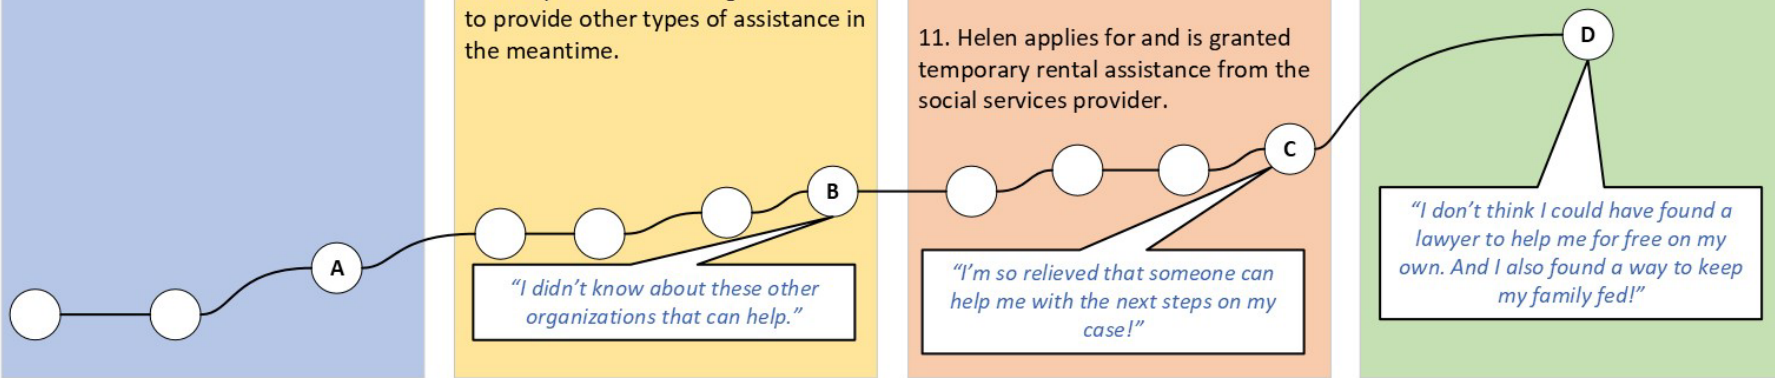 to provide other types of assistance in
the meantime.
11. Helen applies for and is granted
temporary rental assistance from the
social services provider.
A
B
C
D
“I didn’t know about these other
organizations that can help.”
“I’m so relieved that someone can
help me with the next steps on my
case!”
“I don’t think I could have found a
lawyer to help me for free on my
own. And I also found a way to keep
my family fed!”